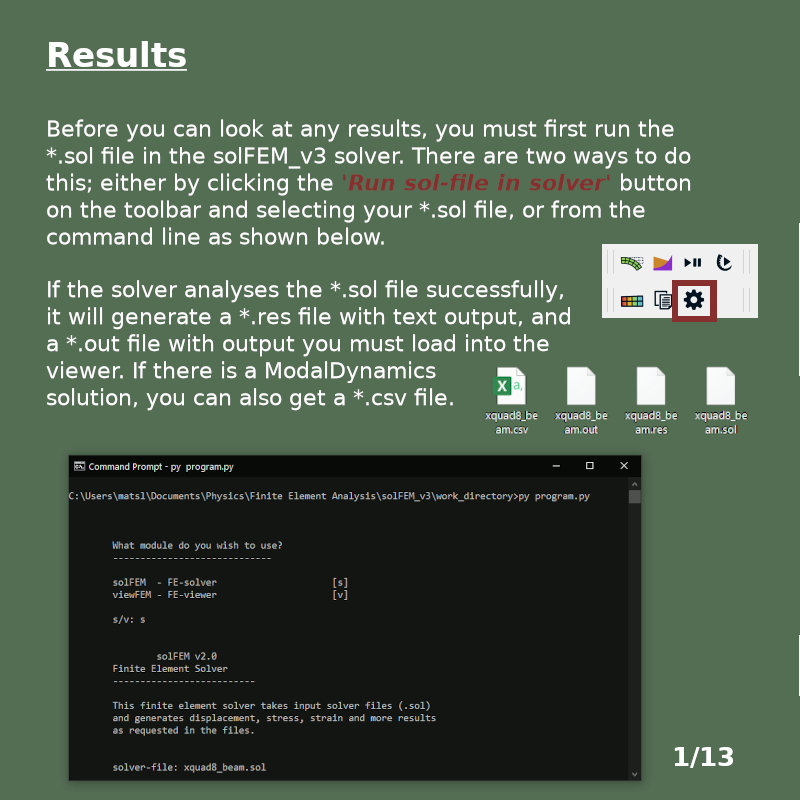 Results
Before you can look at any results, you must first run the
*.sol file in the solFEM_v3 solver. There are two ways to do
this; either by clicking the 'Run sol-file in solver' button
on the toolbar and selecting your *.sol file, or from the
command line as shown below.
If the solver analyses the *.sol file successfully,
it will generate a *.res file with text output, and
a *.out file with output you must load into the
viewer. If there is a ModalDynamics
solution, you can also get a *.csv file.
X a,
xquad8_be
am.csv
xquad8_be
am.out
xquad8_be
am.res
xquad8_be
am.sol
Command Prompt - py  program.py
C:\Users\matsl\Documents\Physics\Finite Element Analysis\solFEM_v3\work_directory>py program.py
What module do you wish to use?
-----------------------------
solFEM  - FE-solver [s]
viewFEM - FE-viewer [v]
s/v: s
solFEM v2.0
Finite Element Solver
--------------------------
This finite element solver takes input solver files (.sol)
and generates displacement, stress, strain and more results
as requested in the files.
solver-file: xquad8_beam.sol
1/13